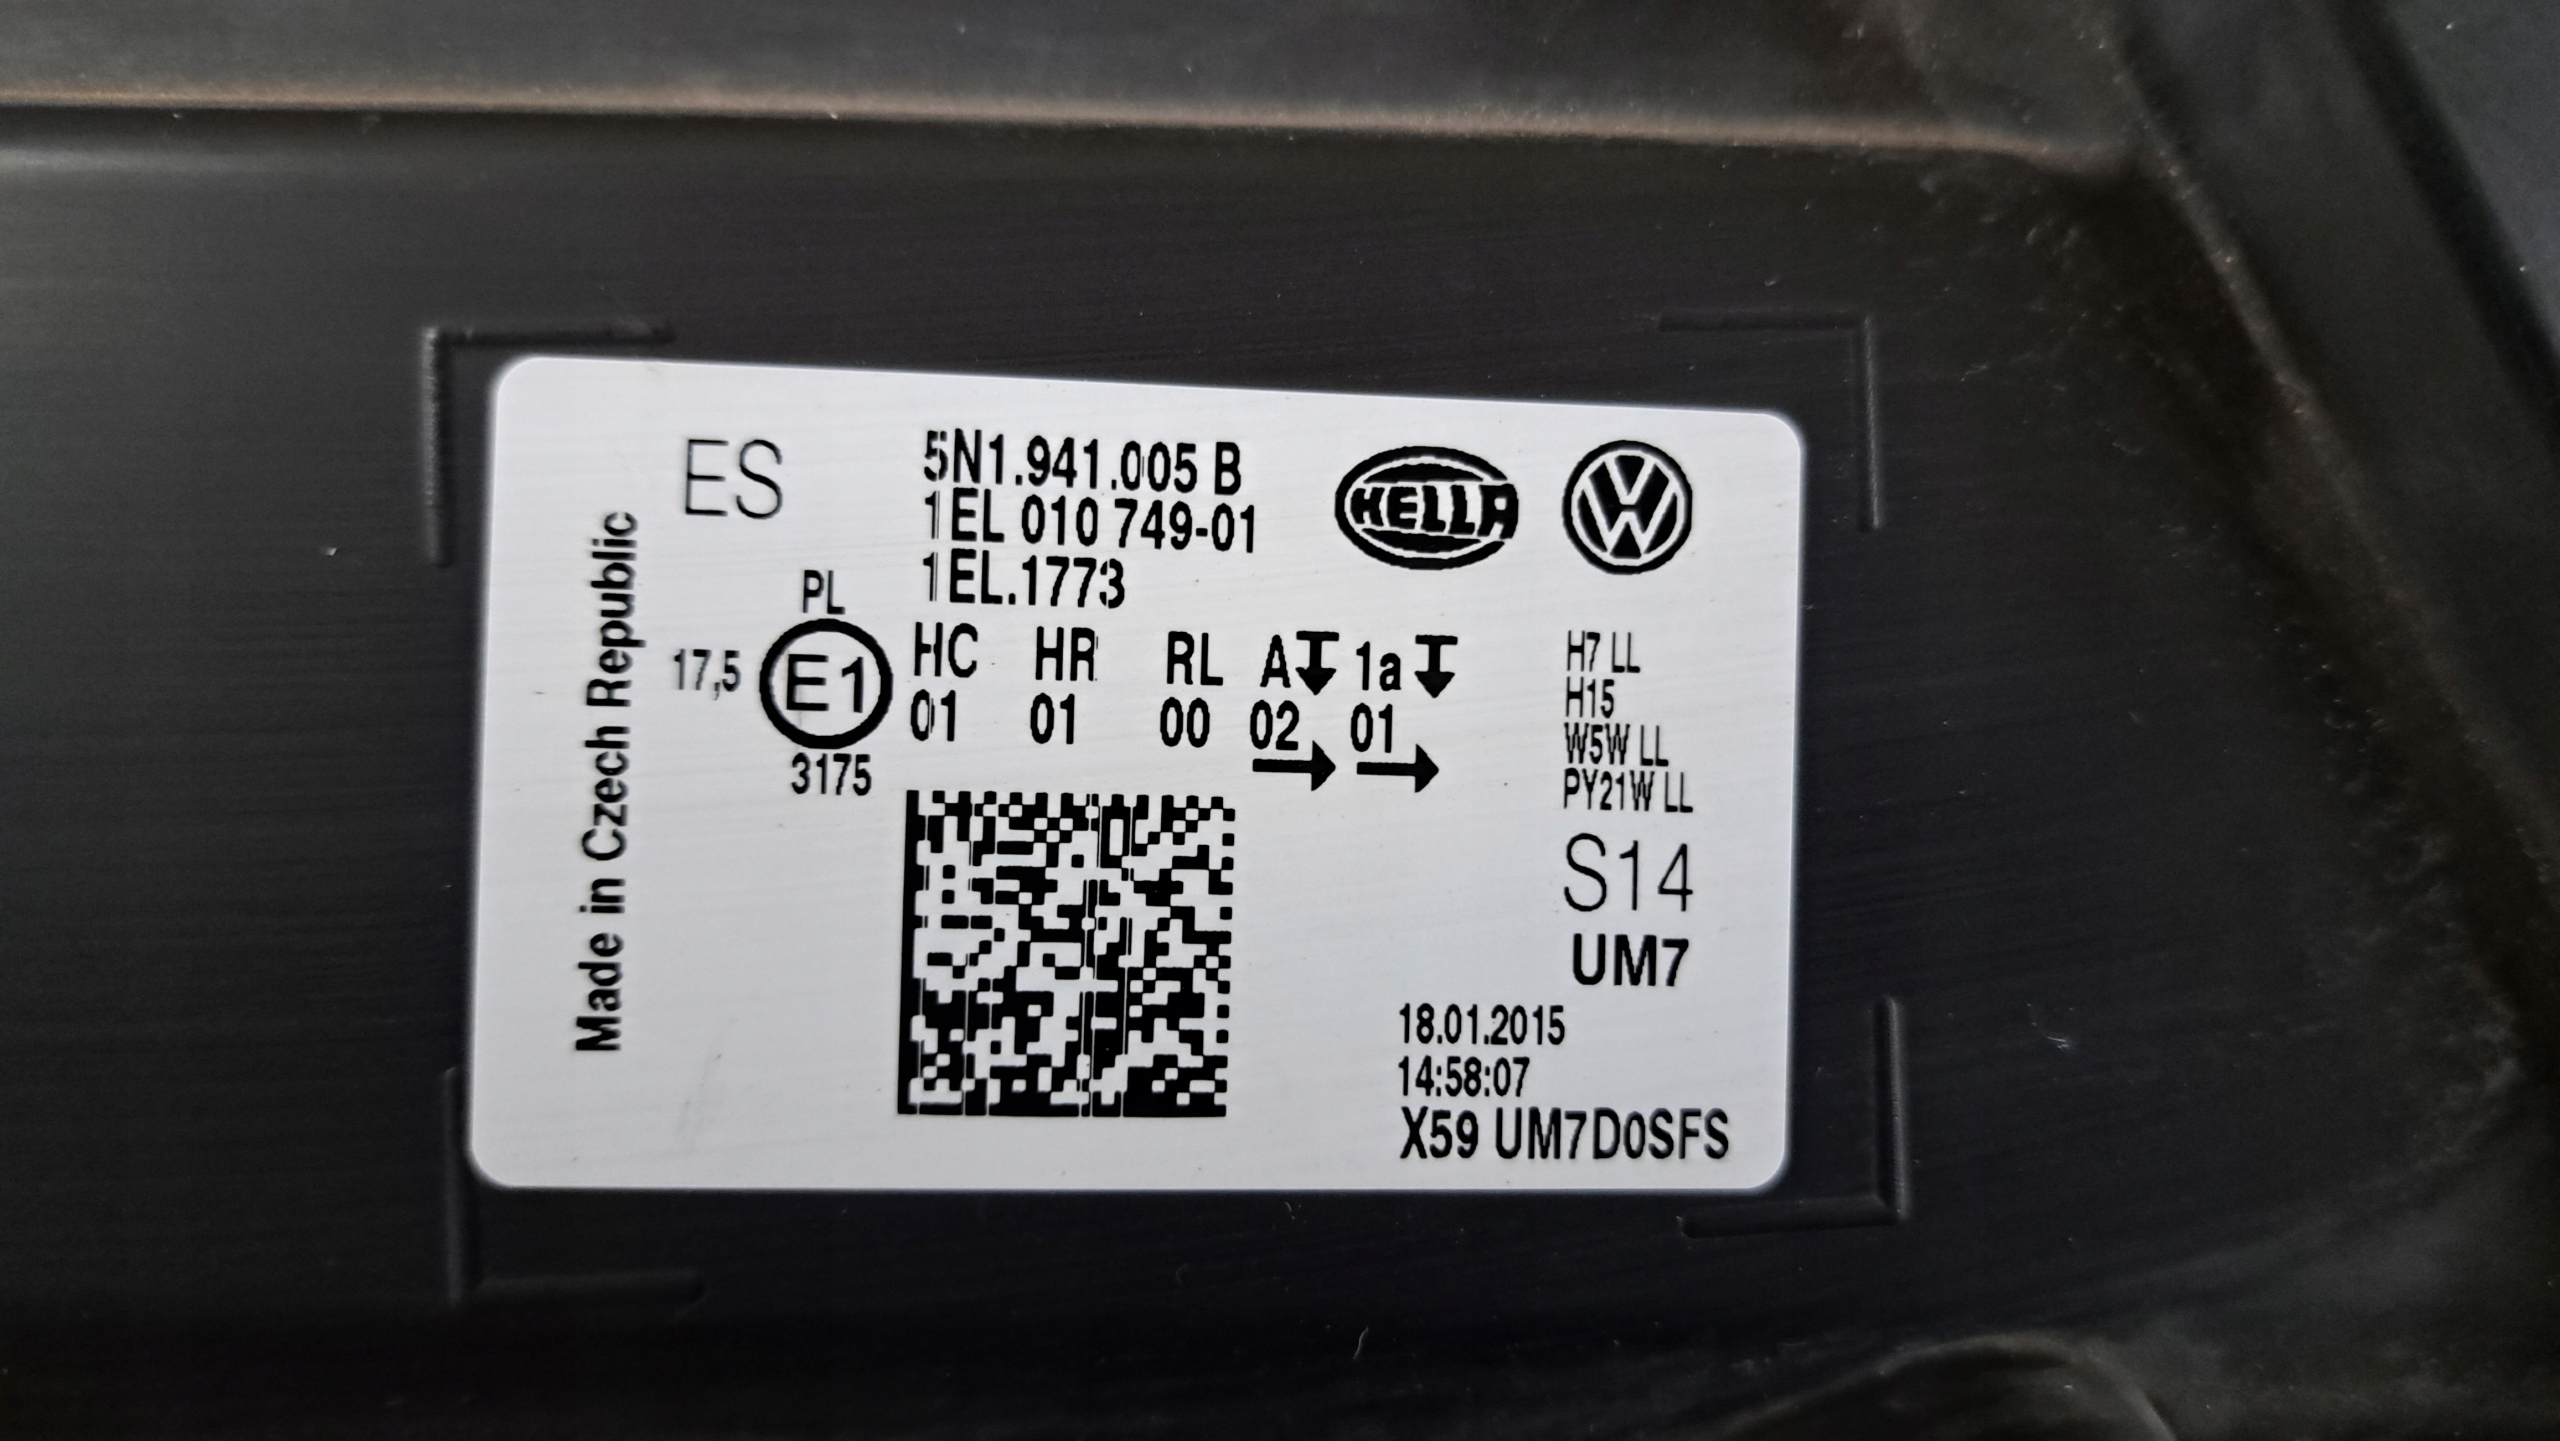 Made in Czech Republic
ES
5N1.941.005 B
1EL 010 749-01
1EL.1773
HELLA
VW
PL
17,5
E1
3175
HC HR RL A 1a
01 01 00 02 01
H7 LL
H15
W5W LL
PY21W LL
S14
UM7
18.01.2015
14:58:07
X59 UM7D0SFS